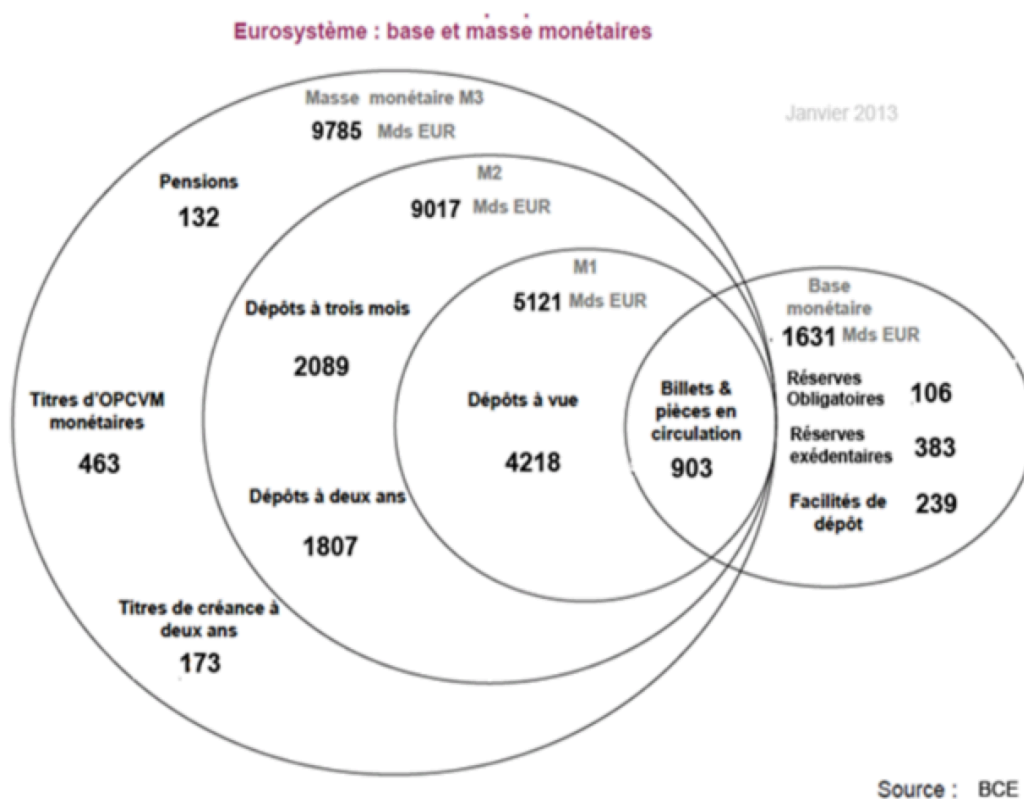 Eurosystème : base et masse monétaires
Janvier 2013
Masse monétaire M3
9785 Mds EUR
Pensions
132
M2
9017 Mds EUR
M1
5121 Mds EUR
Base
monétaire
1631 Mds EUR
Dépôts à trois mois
2089
Titres d'OPCVM
monétaires
463
Dépôts à vue
4218
Billets &
pièces en
circulation
903
Réserves
Obligatoires
106
Réserves
exédentaires
383
Facilités de
dépôt
239
Dépôts à deux ans
1807
Titres de créance à
deux ans
173
Source : BCE